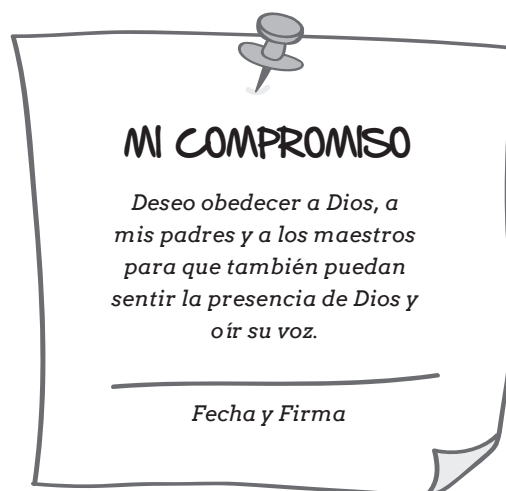 MI COMPROMISO
Deseo obedecer a Dios, a
mis padres y a los maestros
para que también puedan
sentir la presencia de Dios y
oír su voz.
Fecha y Firma